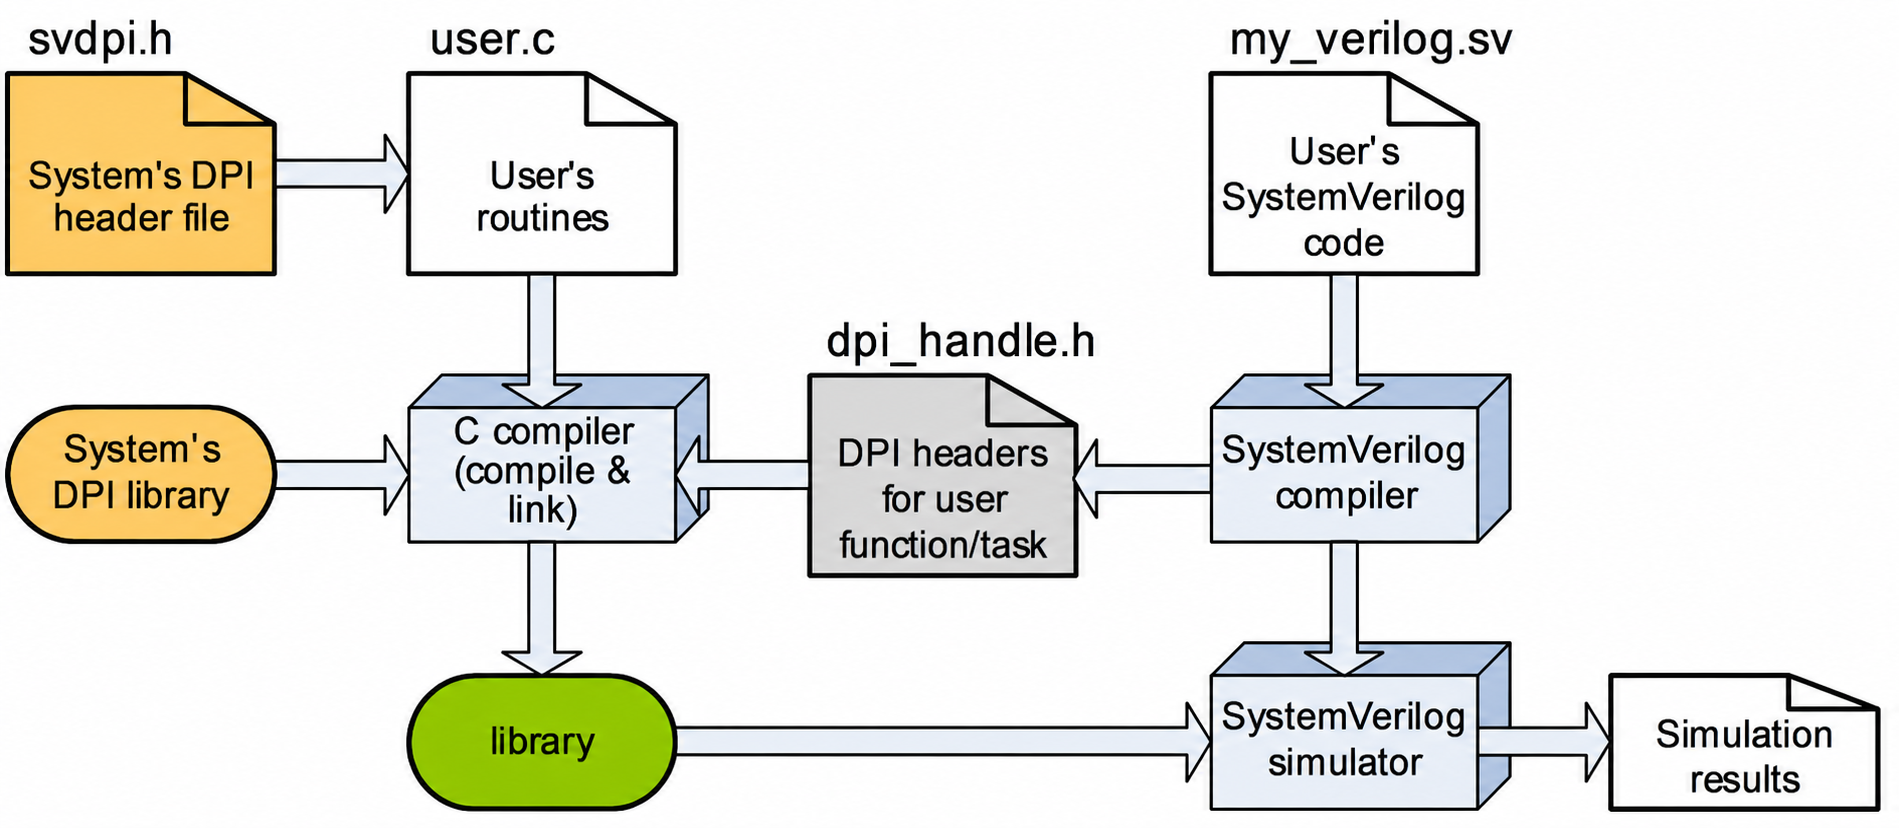 svdpi.h
System's DPI
header file
user.c
User's
routines
my_verilog.sv
User's
SystemVerilog
code
System's
DPI library
C compiler
(compile &
link)
dpi_handle.h
DPI headers
for user
function/task
SystemVerilog
compiler
library
SystemVerilog
simulator
Simulation
results